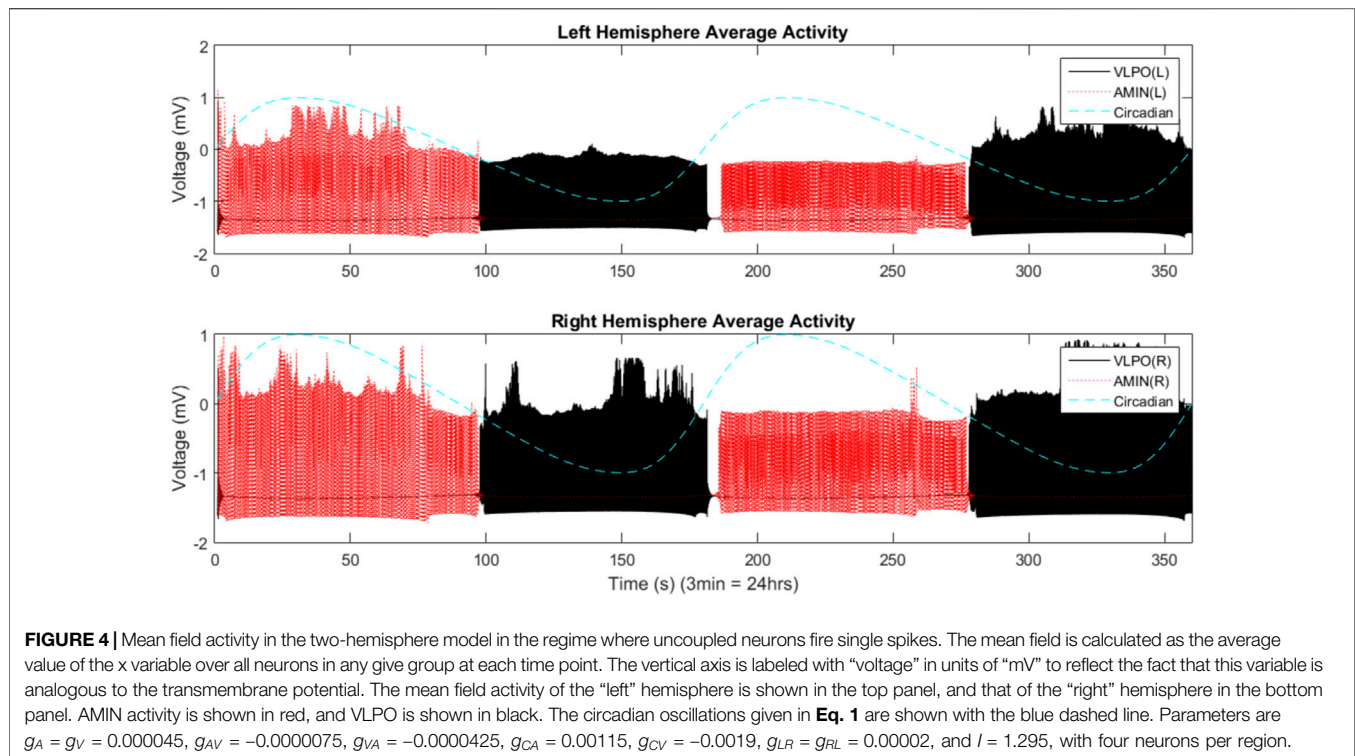 Left Hemisphere Average Activity
2
1
0
-1
-2
Voltage (mV)
VLPO(L)
AMIN(L)
Circadian
0 50 100 150 200 250 300 350
Right Hemisphere Average Activity
1
0
-1
-2
Voltage (mV)
VLPO(R)
AMIN(R)
Circadian
0 50 100 150 200 250 300 350
Time (s) (3min = 24hrs)
FIGURE 4 | Mean field activity in the two-hemisphere model in the regime where uncoupled neurons fire single spikes. The mean field is calculated as the average
value of the x variable over all neurons in any give group at each time point. The vertical axis is labeled with “voltage” in units of “mV” to reflect the fact that this variable is
analogous to the transmembrane potential. The mean field activity of the “left” hemisphere is shown in the top panel, and that of the “right” hemisphere in the bottom
panel. AMIN activity is shown in red, and VLPO is shown in black. The circadian oscillations given in Eq. 1 are shown with the blue dashed line. Parameters are
gA = gV = 0.000045, gAV = −0.0000075, gVA = −0.0000425, gCA = 0.00115, gCV = −0.0019, gLR = gRL = 0.00002, and I = 1.295, with four neurons per region.